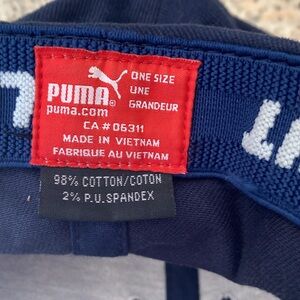 PUMA®
puma.com
ONE SIZE
UNE
GRANDEUR
CA # 06311
MADE IN VIETNAM
FABRIQUE AU VIETNAM
98% COTTON/COTON
2% P.U.SPANDEX